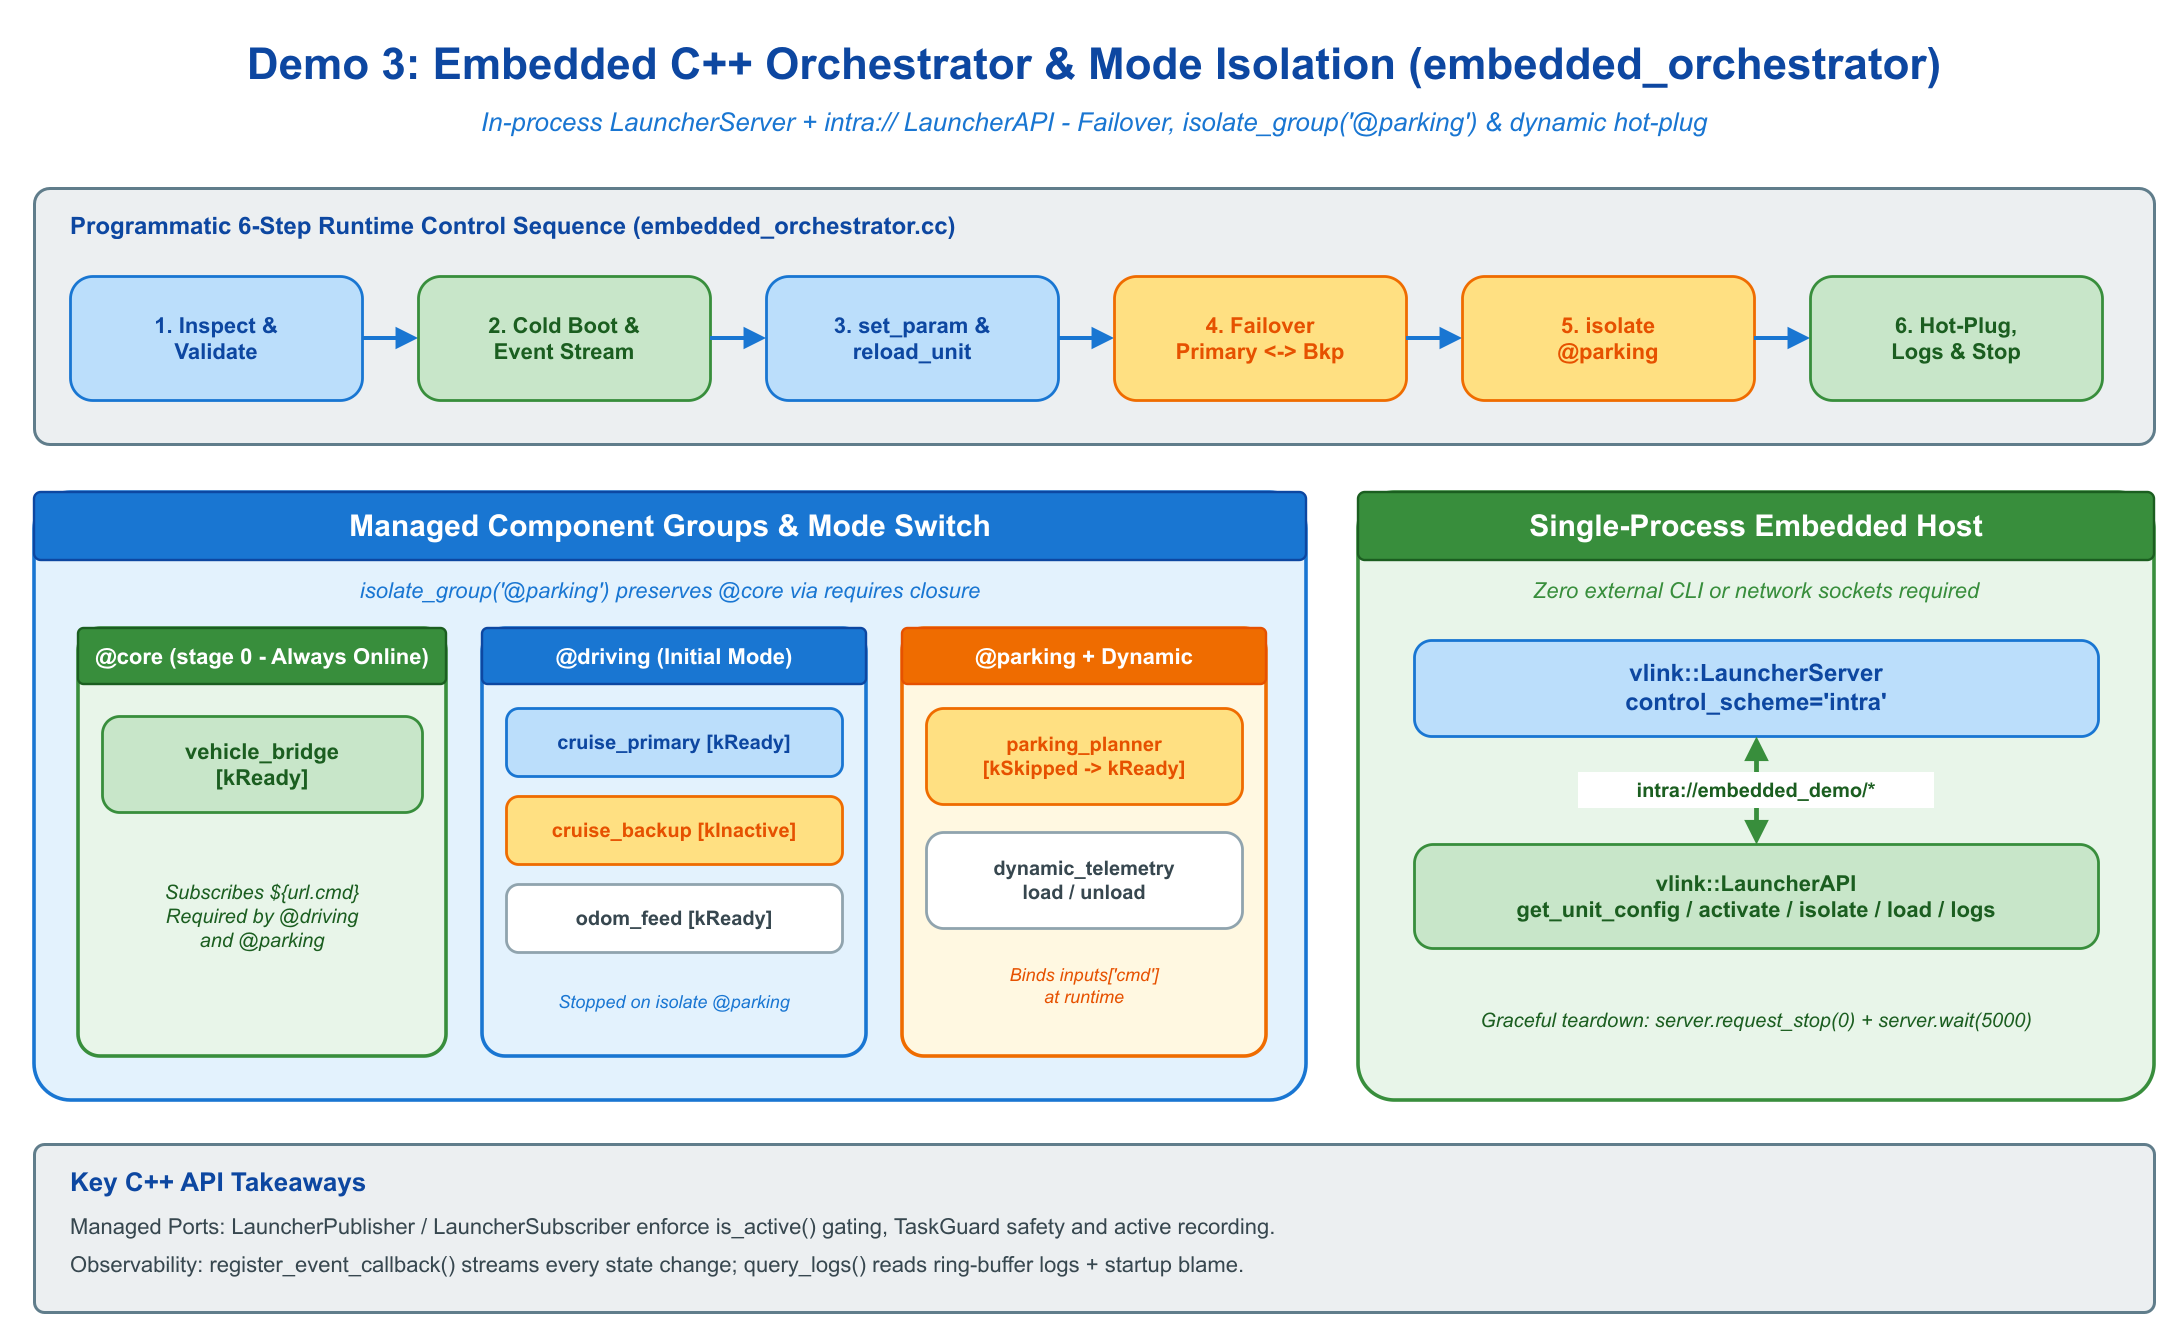 Demo 3: Embedded C++ Orchestrator & Mode Isolation (embedded_orchestrator)
In-process LauncherServer + intra:// LauncherAPI - Failover, isolate_group('@parking') & dynamic hot-plug
Programmatic 6-Step Runtime Control Sequence (embedded_orchestrator.cc)
1. Inspect &
Validate
2. Cold Boot &
Event Stream
3. set_param &
reload_unit
4. Failover
Primary <-> Bkp
5. isolate
@parking
6. Hot-Plug,
Logs & Stop
Managed Component Groups & Mode Switch
isolate_group('@parking') preserves @core via requires closure
@core (stage 0 - Always Online)
vehicle_bridge
[kReady]
Subscribes ${url.cmd}
Required by @driving
and @parking
@driving (Initial Mode)
cruise_primary [kReady]
cruise_backup [kInactive]
odom_feed [kReady]
Stopped on isolate @parking
@parking + Dynamic
parking_planner
[kSkipped -> kReady]
dynamic_telemetry
load / unload
Binds inputs['cmd']
at runtime
Single-Process Embedded Host
Zero external CLI or network sockets required
vlink::LauncherServer
control_scheme='intra'
intra://embedded_demo/*
vlink::LauncherAPI
get_unit_config / activate / isolate / load / logs
Graceful teardown: server.request_stop(0) + server.wait(5000)
Key C++ API Takeaways
Managed Ports: LauncherPublisher / LauncherSubscriber enforce is_active() gating, TaskGuard safety and active recording.
Observability: register_event_callback() streams every state change; query_logs() reads ring-buffer logs + startup blame.